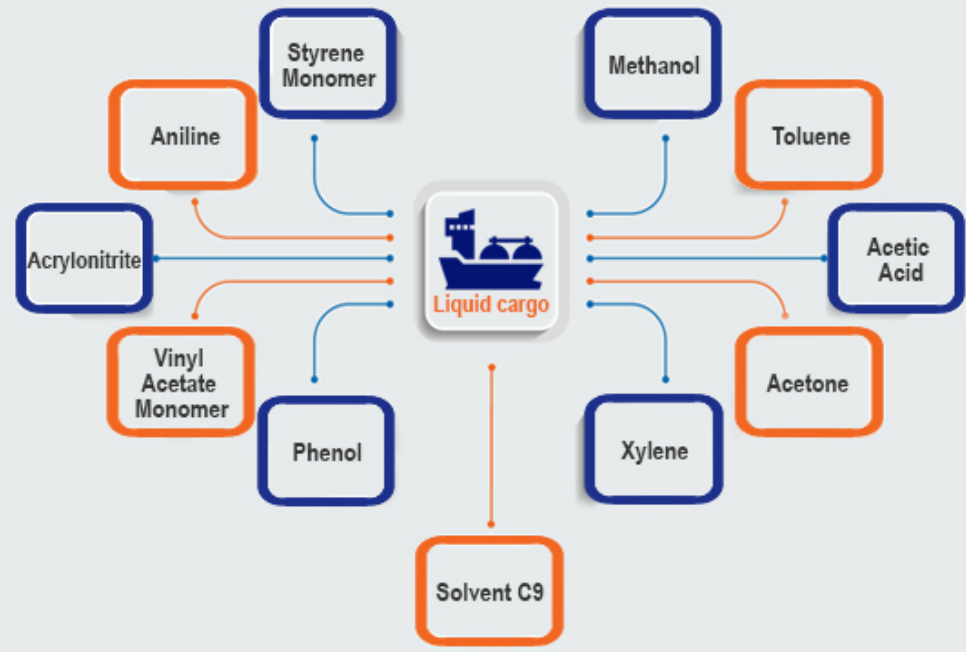 Styrene
Monomer
Methanol
Aniline
Toluene
Acrylonitrite
Acetic
Acid
Liquid cargo
Vinyl
Acetate
Monomer
Acetone
Phenol
Xylene
Solvent C9